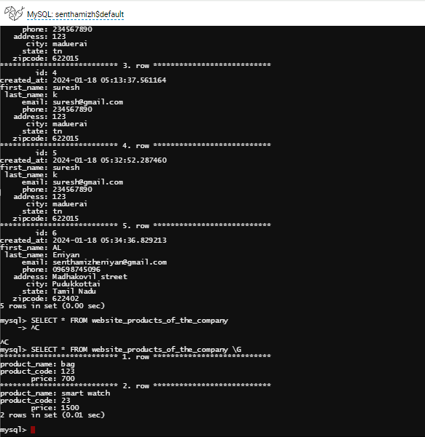 MySQL: senthamizh$default
phone: 234567890
address: 123
city: maduerai
state: tn
zipcode: 622015
*************************** 3. row ***************************
id: 4
created_at: 2024-01-18 05:13:37.561164
first_name: suresh
last_name: k
email: suresh@gmail.com
phone: 234567890
address: 123
city: maduerai
state: tn
zipcode: 622015
*************************** 4. row ***************************
id: 5
created_at: 2024-01-18 05:32:52.287460
first_name: suresh
last_name: k
email: suresh@gmail.com
phone: 234567890
address: 123
city: maduerai
state: tn
zipcode: 622015
*************************** 5. row ***************************
id: 6
created_at: 2024-01-18 05:34:36.829213
first_name: AL
last_name: Eniyan
email: senthamizheniyan@gmail.com
phone: 09698745096
address: Madhakovil street
city: Pudukkottai
state: Tamil Nadu
zipcode: 622402
5 rows in set (0.00 sec)
mysql> SELECT * FROM website_products_of_the_company
-> ^C
^C
mysql> SELECT * FROM website_products_of_the_company \G
*************************** 1. row ***************************
product_name: bag
product_code: 123
price: 700
*************************** 2. row ***************************
product_name: smart watch
product_code: 23
price: 1500
2 rows in set (0.01 sec)
mysql>